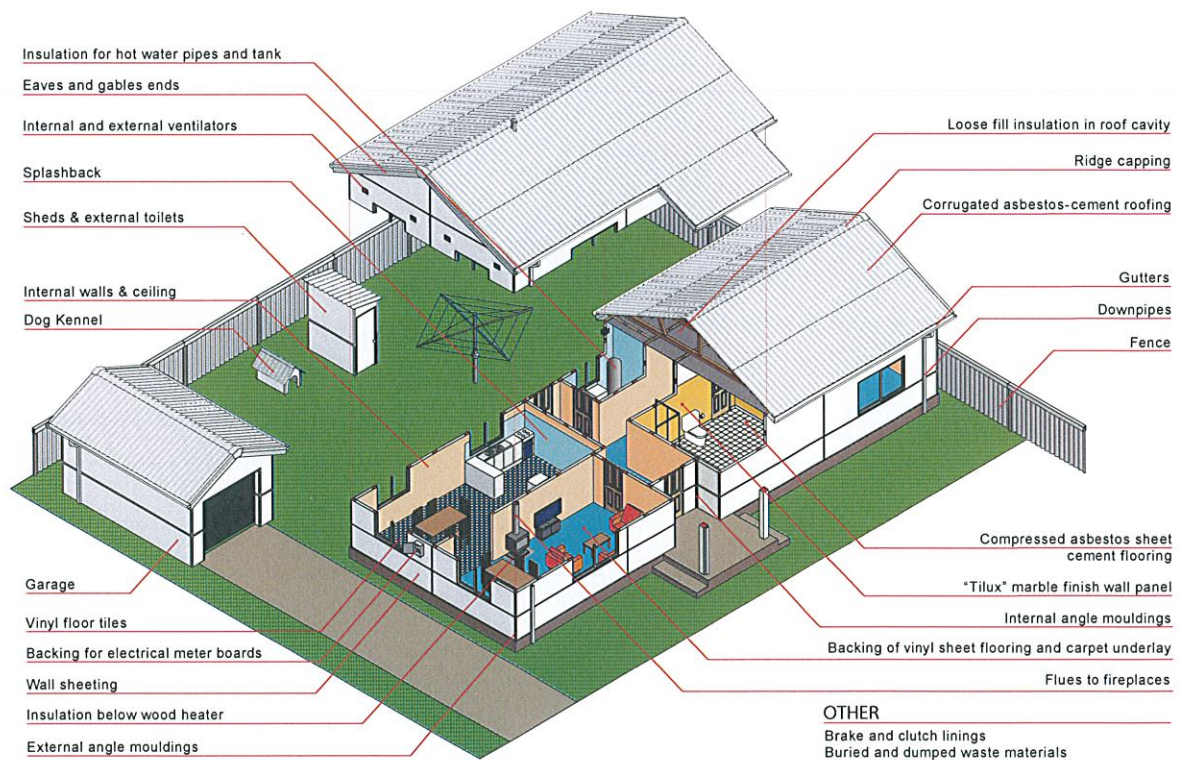 Insulation for hot water pipes and tank
Eaves and gables ends
Internal and external ventilators
Splashback
Sheds & external toilets
Internal walls & ceiling
Dog Kennel
Garage
Vinyl floor tiles
Backing for electrical meter boards
Wall sheeting
Insulation below wood heater
External angle mouldings
Loose fill insulation in roof cavity
Ridge capping
Corrugated asbestos-cement roofing
Gutters
Downpipes
Fence
Compressed asbestos sheet
cement flooring
“Tilux” marble finish wall panel
Internal angle mouldings
Backing of vinyl sheet flooring and carpet underlay
Flues to fireplaces
OTHER
Brake and clutch linings
Buried and dumped waste materials